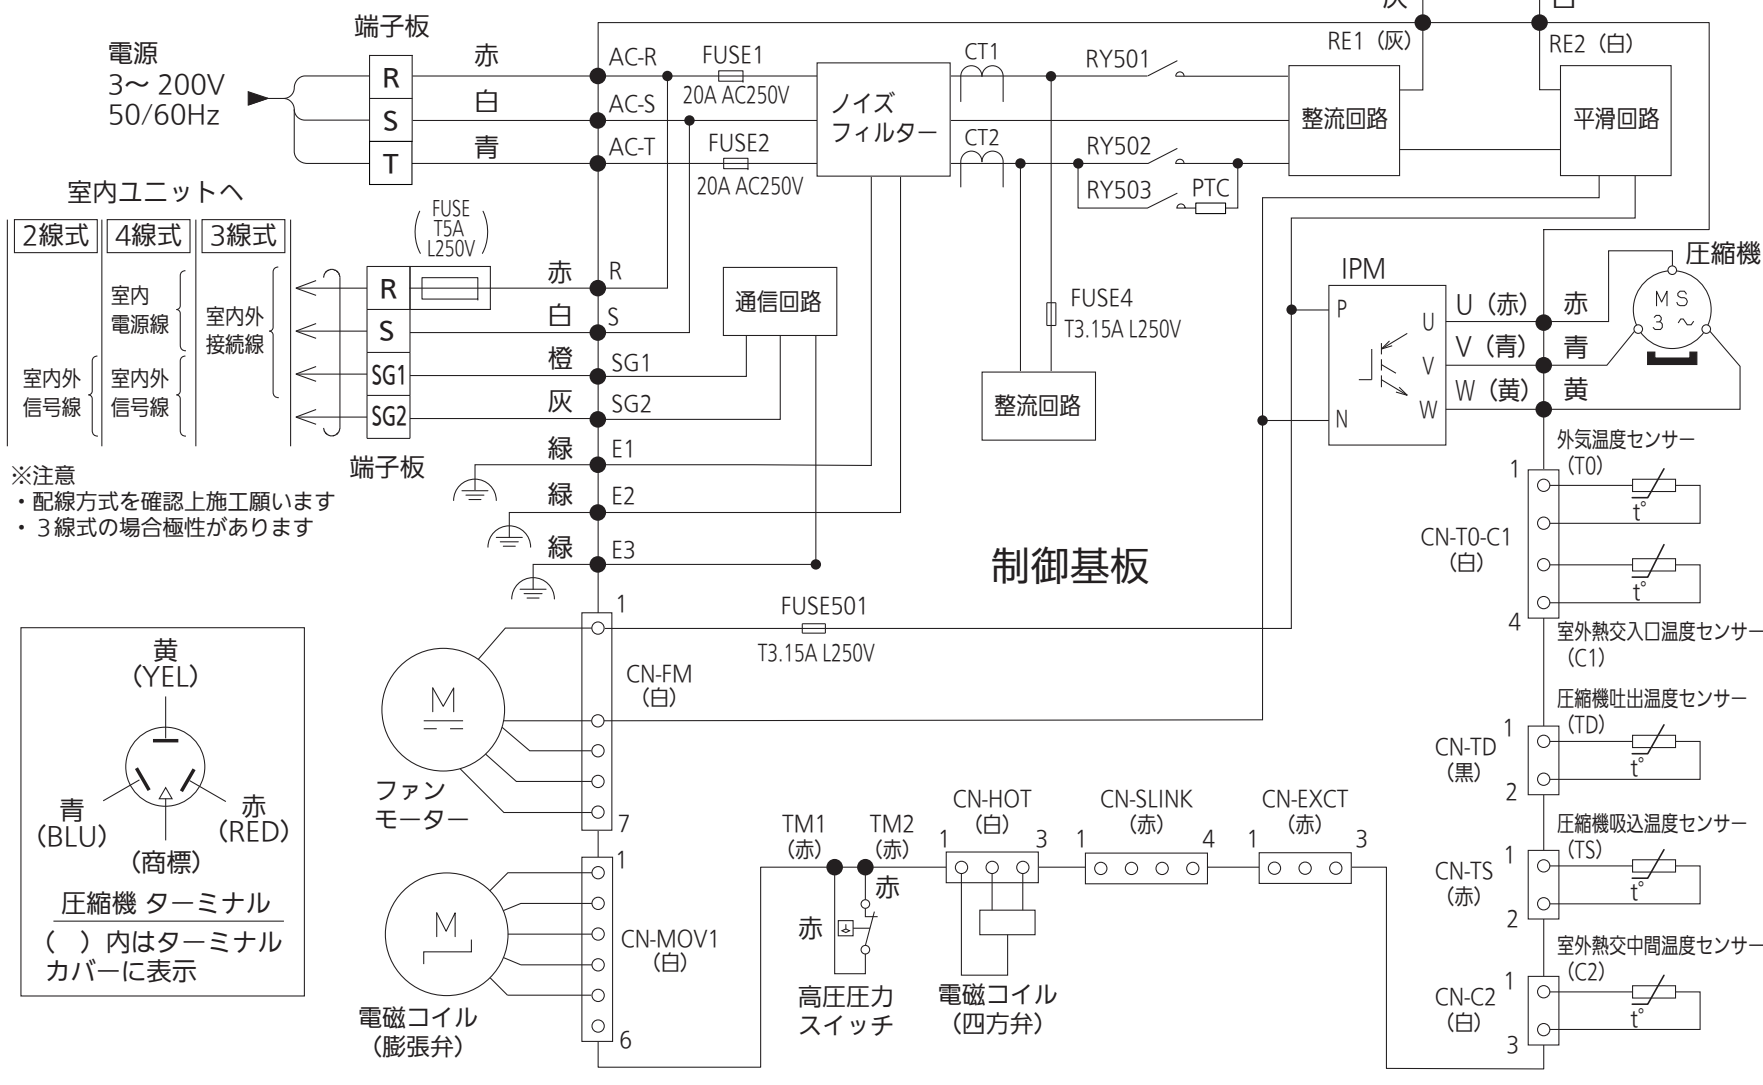 灰
白
端子板
電源
3〜 200V
50/60Hz
R
S
T
赤
白
青
AC-R
AC-S
AC-T
FUSE1
20A AC250V
FUSE2
20A AC250V
ノイズ
フィルター
CT1
CT2
RY501
RY502
RY503
PTC
RE1（灰）
RE2（白）
整流回路
平滑回路
室内ユニットへ
2線式
4線式
3線式
室内
電源線
室内外
接続線
室内外
信号線
室内外
信号線
FUSE
T5A
L250V
R
S
SG1
SG2
端子板
赤
白
橙
灰
緑
緑
緑
R
S
SG1
SG2
E1
E2
E3
通信回路
FUSE4
T3.15A L250V
整流回路
IPM
P
N
U
V
W
U（赤）
V（青）
W（黄）
赤
青
黄
圧縮機
MS
3 〜
※注意
・配線方式を確認上施工願います
・３線式の場合極性があります
制御基板
外気温度センサー
(T0)
1
CN-T0-C1
(白)
4
t°
t°
室外熱交入口温度センサー
(C1)
圧縮機吐出温度センサー
(TD)
1
CN-TD
(黒)
2
t°
圧縮機吸込温度センサー
(TS)
1
CN-TS
(赤)
2
t°
室外熱交中間温度センサー
(C2)
1
CN-C2
(白)
3
t°
FUSE501
T3.15A L250V
1
CN-FM
(白)
7
M
ファン
モーター
1
CN-MOV1
(白)
6
M
電磁コイル
(膨張弁)
黄
(YEL)
青
(BLU)
赤
(RED)
(商標)
圧縮機 ターミナル
(　) 内はターミナル
カバーに表示
TM1
(赤)
TM2
(赤)
赤
赤
高圧圧力
スイッチ
CN-HOT
(白)
1
3
電磁コイル
(四方弁)
CN-SLINK
(赤)
1
4
CN-EXCT
(赤)
1
3